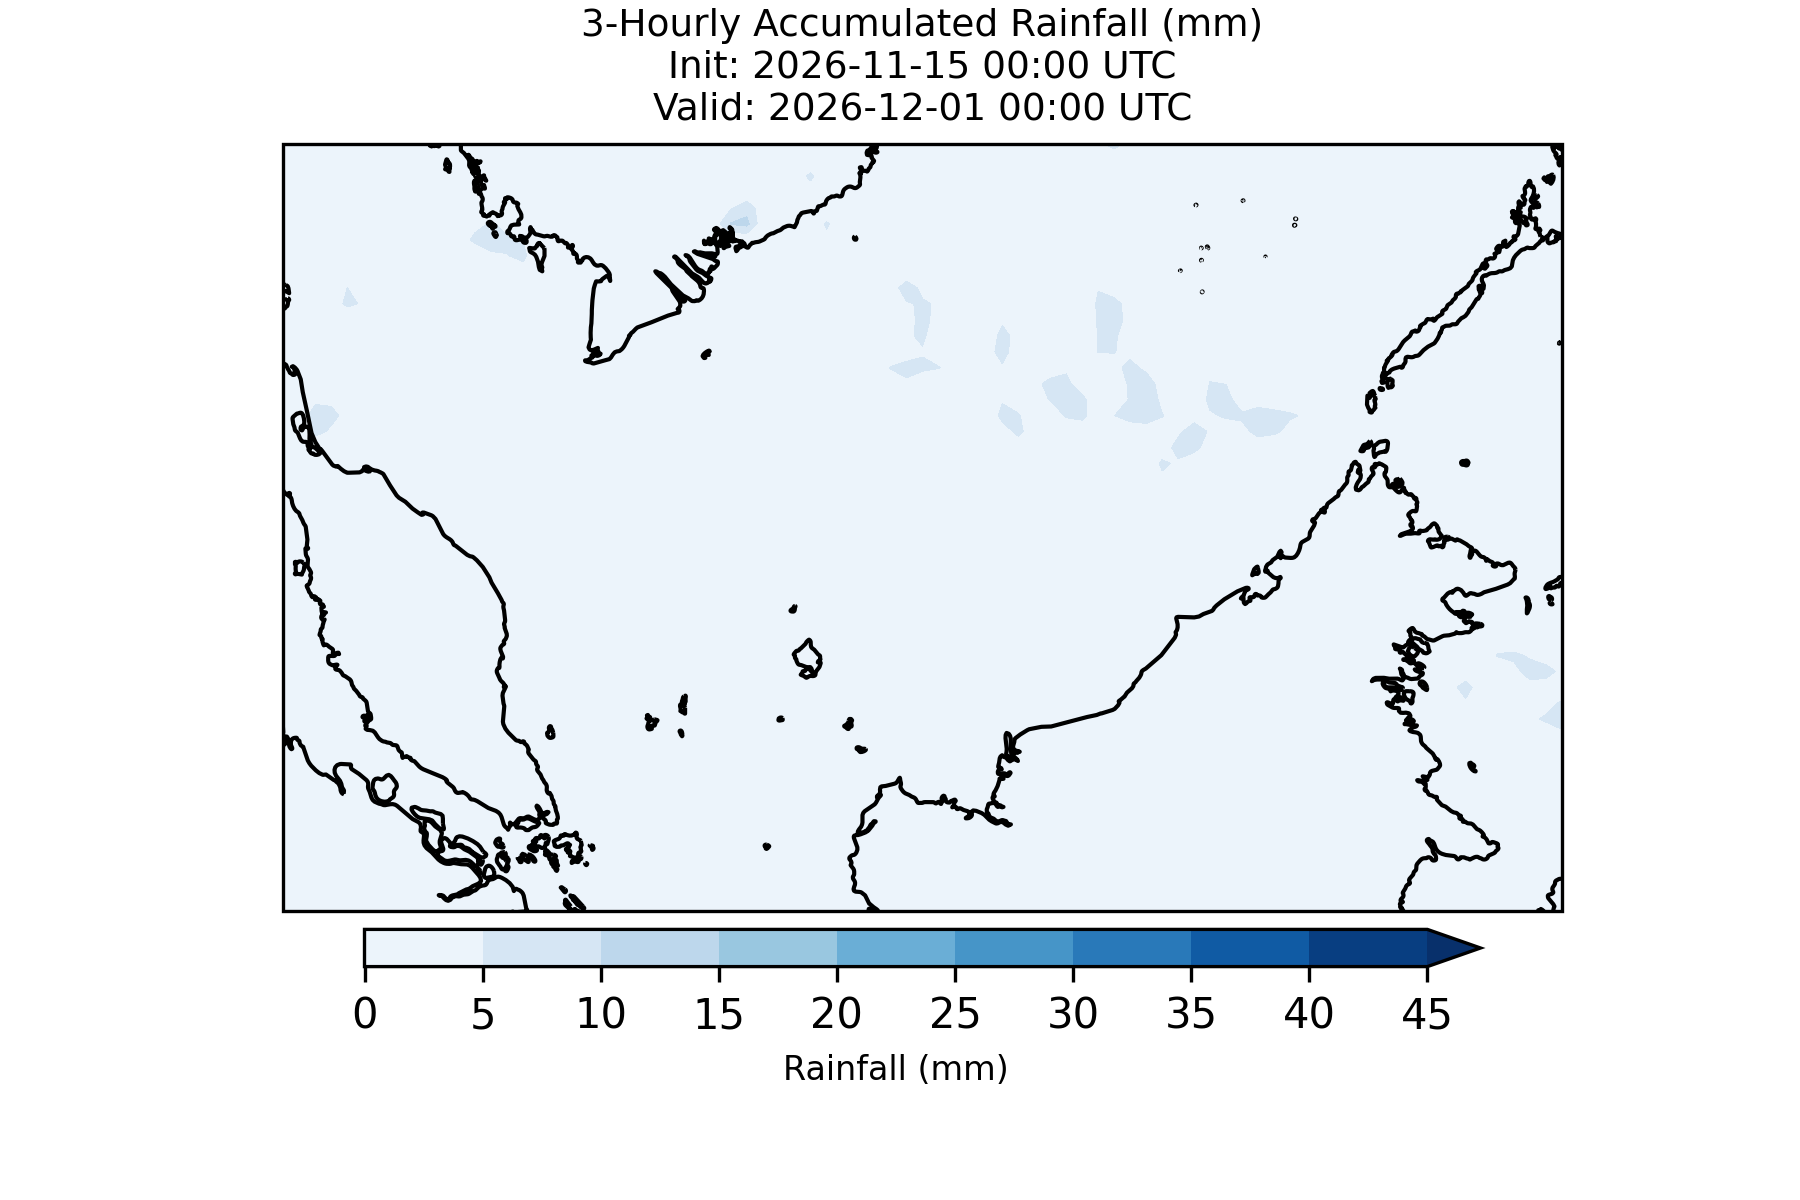 3-Hourly Accumulated Rainfall (mm)
Init: 2026-11-15 00:00 UTC
Valid: 2026-12-01 00:00 UTC
0 5 10 15 20 25 30 35 40 45
Rainfall (mm)